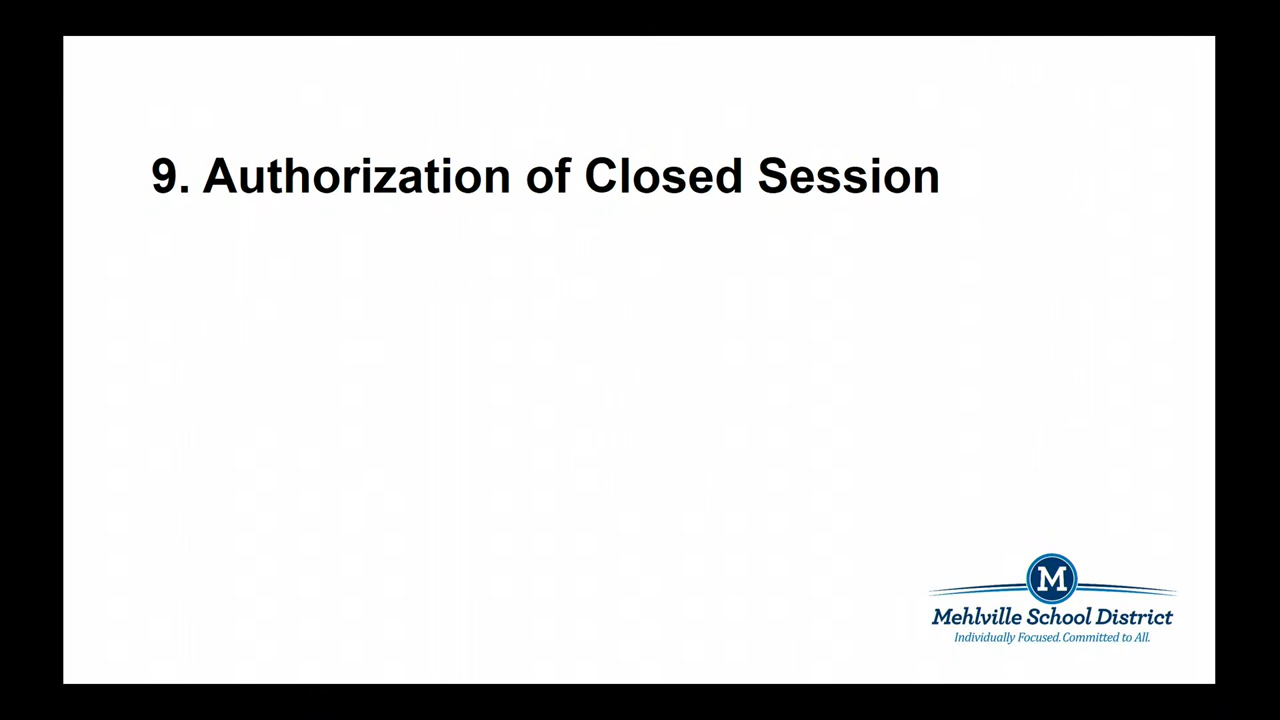 9. Authorization of Closed Session
M
Mehlville School District
Individually Focused. Committed to All.